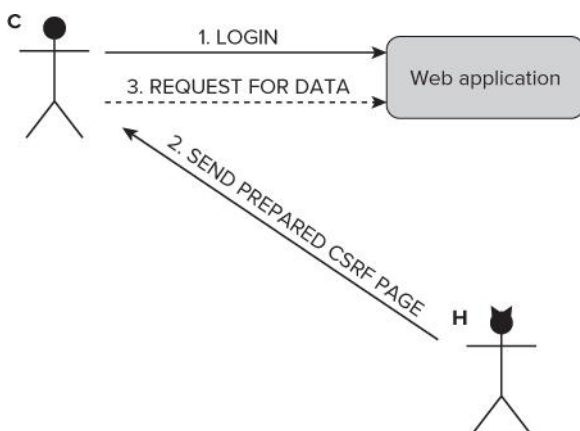 C
1. LOGIN
Web application
3. REQUEST FOR DATA
2. SEND PREPARED CSRF PAGE
H